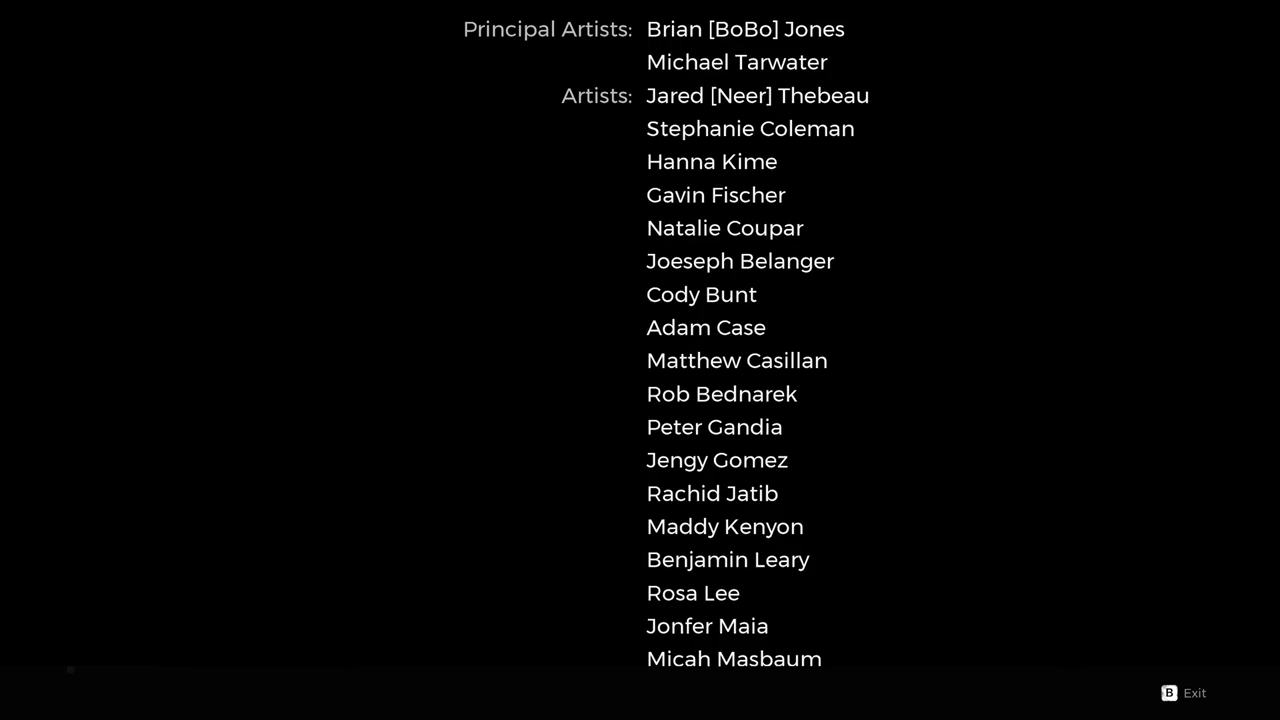 Principal Artists: Brian [BoBo] Jones
Michael Tarwater
Artists: Jared [Neer] Thebeau
Stephanie Coleman
Hanna Kime
Gavin Fischer
Natalie Coupar
Joeseph Belanger
Cody Bunt
Adam Case
Matthew Casillan
Rob Bednarek
Peter Gandia
Jengy Gomez
Rachid Jatib
Maddy Kenyon
Benjamin Leary
Rosa Lee
Jonfer Maia
Micah Masbaum
B Exit